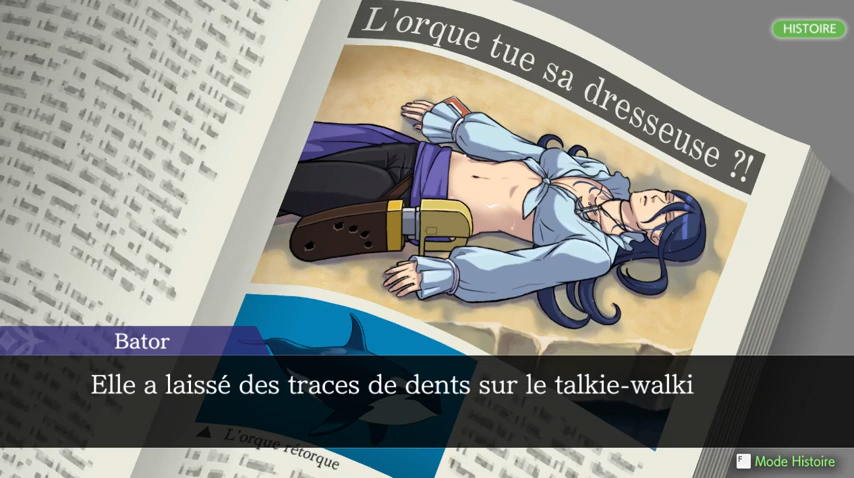 L'orque tue sa dresseuse ?!
HISTOIRE
Bator
Elle a laissé des traces de dents sur le talkie-walki
▲ L'orque rétorque
F Mode Histoire